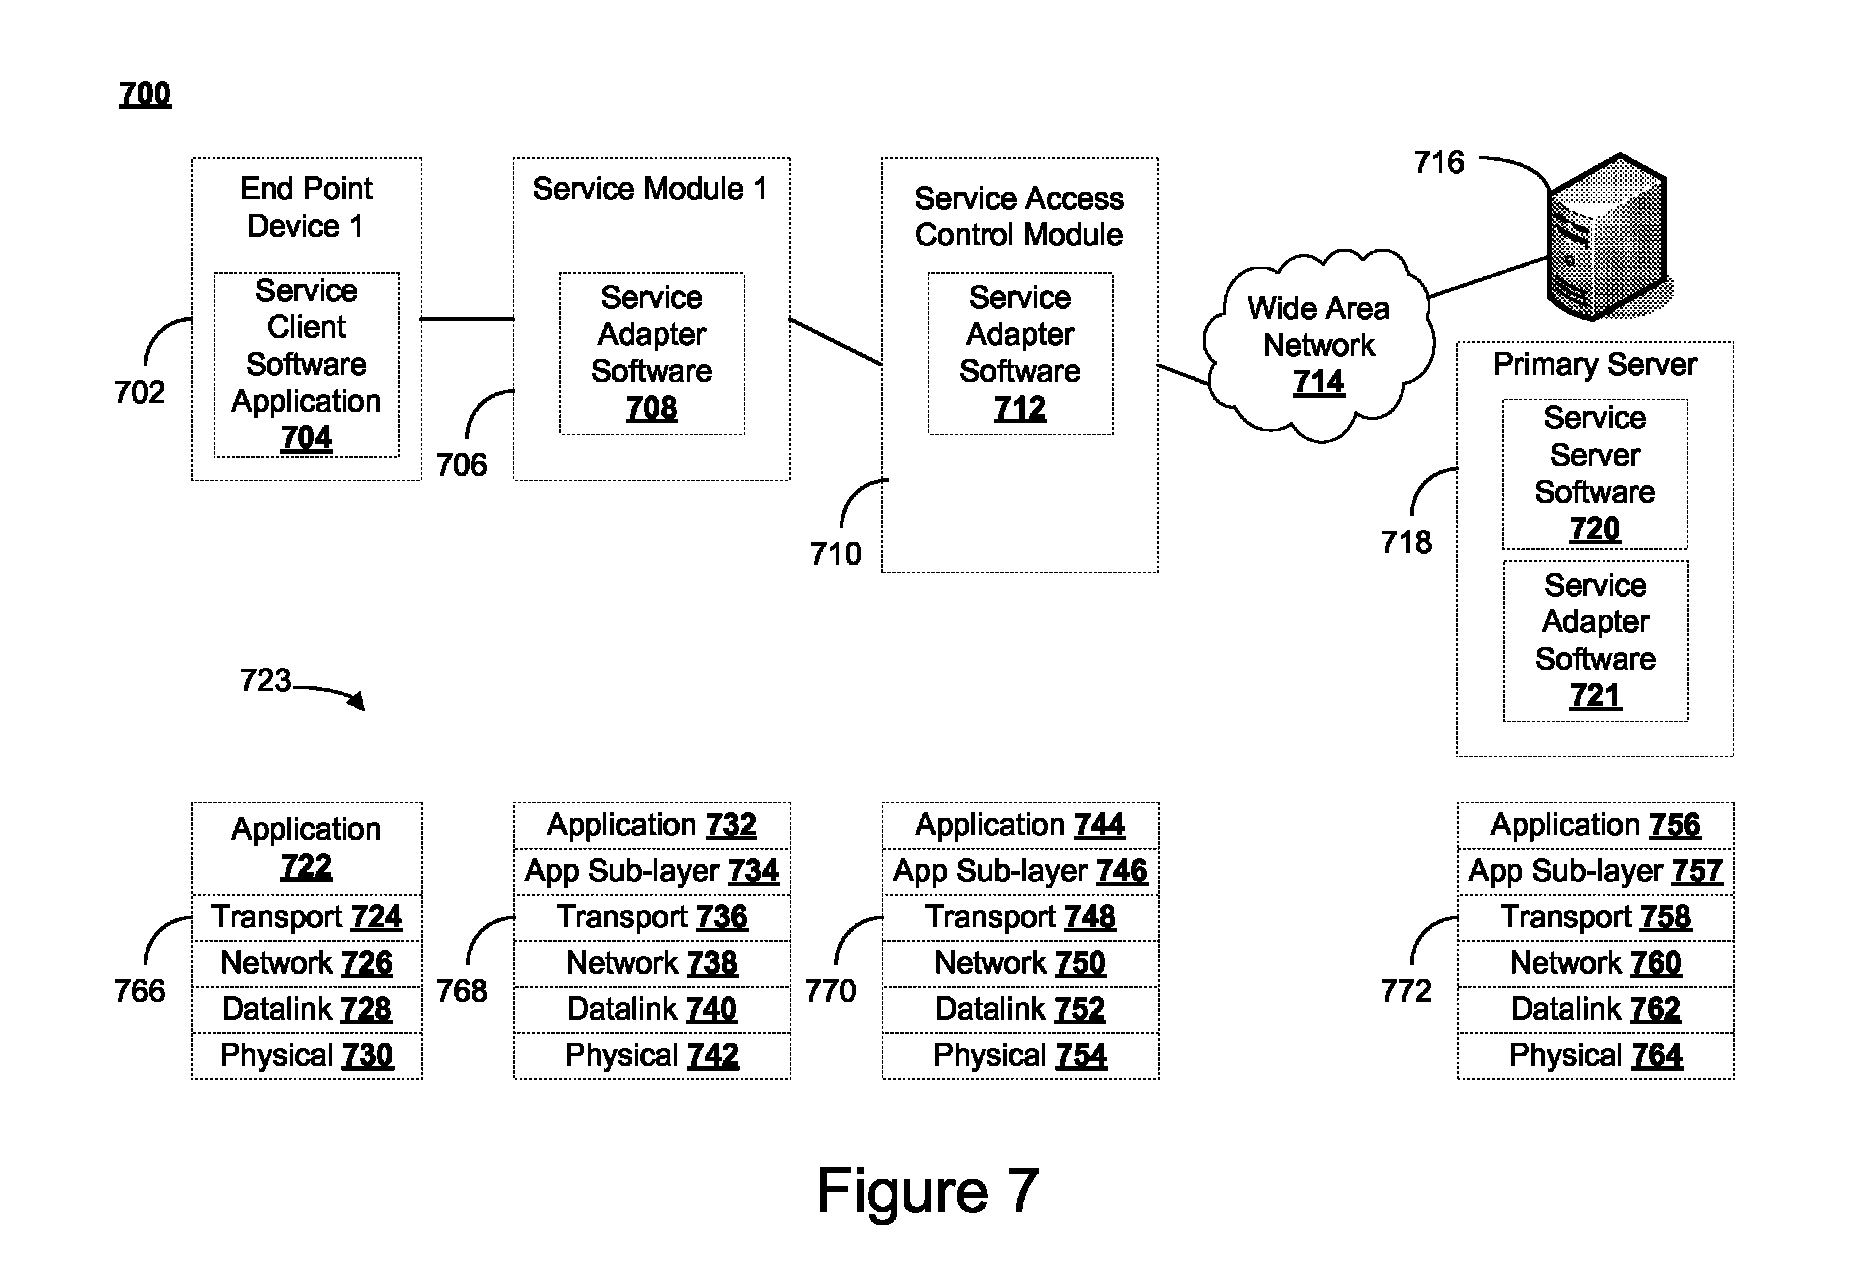 700
End Point
Device 1
Service
Client
Software
Application
704
702
Service Module 1
Service
Adapter
Software
708
706
Service Access
Control Module
Service
Adapter
Software
712
710
Wide Area
Network
714
716
Primary Server
Service
Server
Software
720
Service
Adapter
Software
721
718
723
Application
722
Transport 724
Network 726
Datalink 728
Physical 730
766
Application 732
App Sub-layer 734
Transport 736
Network 738
Datalink 740
Physical 742
768
Application 744
App Sub-layer 746
Transport 748
Network 750
Datalink 752
Physical 754
770
Application 756
App Sub-layer 757
Transport 758
Network 760
Datalink 762
Physical 764
772
Figure 7